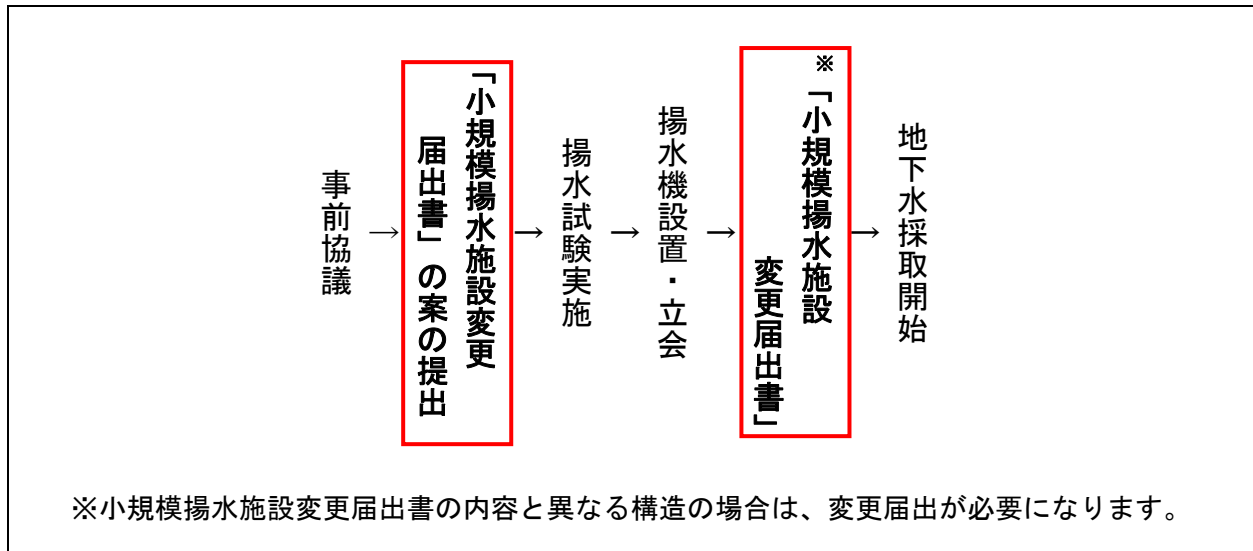 事前協議
→
「小規模揚水施設変更
届出書」の案の提出
→
揚水試験実施
→
揚水機設置・立会
→
※「小規模揚水施設
変更届出書」
→
地下水採取開始
※小規模揚水施設変更届出書の内容と異なる構造の場合は、変更届出が必要になります。